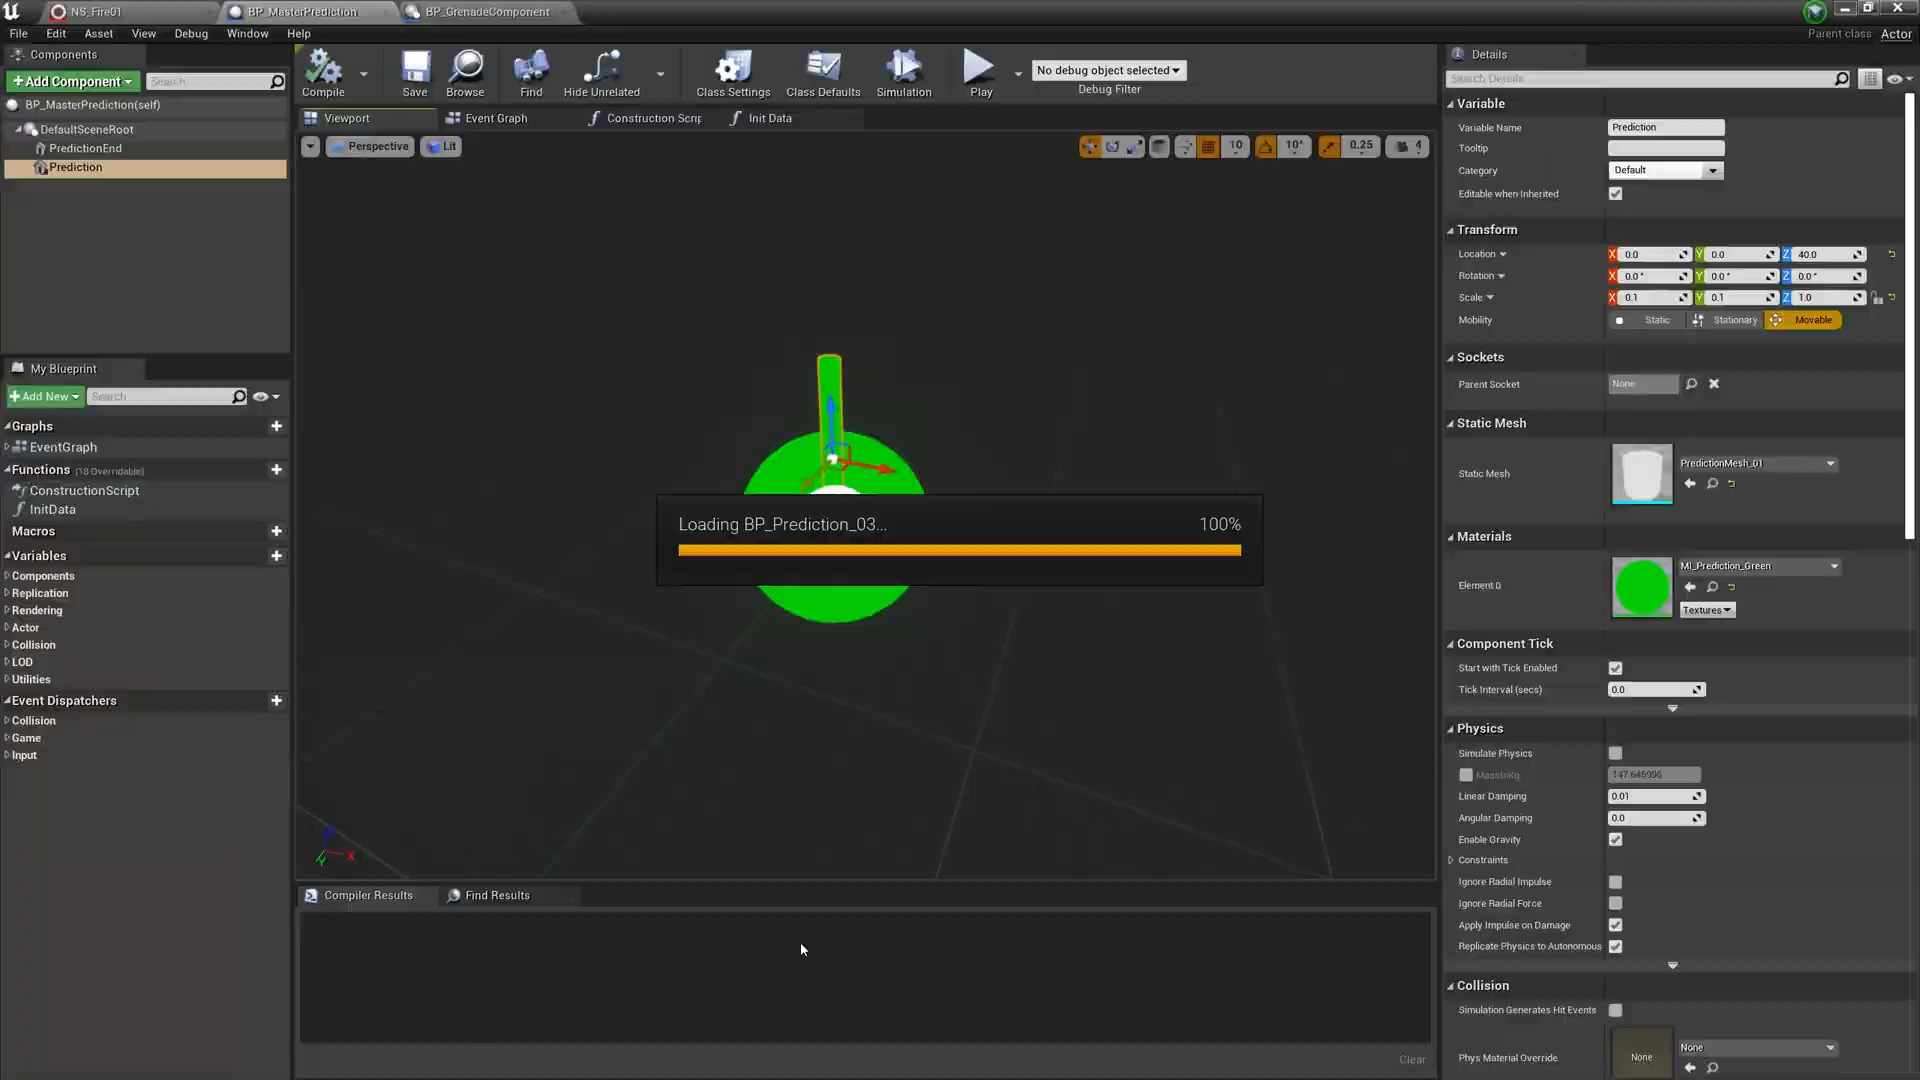 NS_Fire01
BP_MasterPrediction
BP_GrenadeComponent
File Edit Asset View Debug Window Help
Parent class Actor
Components
+Add Component
Search
BP_MasterPrediction(self)
DefaultSceneRoot
PredictionEnd
Prediction
My Blueprint
+Add New
Search
Graphs
EventGraph
Functions (18 Overridable)
ConstructionScript
InitData
Macros
Variables
Components
Replication
Rendering
Actor
Collision
LOD
Utilities
Event Dispatchers
Collision
Game
Input
Compile Save Browse Find Hide Unrelated Class Settings Class Defaults Simulation Play
No debug object selected
Debug Filter
Viewport Event Graph Construction Scrip Init Data
Perspective Lit 10 10° 0.25 4
Loading BP_Prediction_03... 100%
Z
Y X
Compiler Results Find Results
Clear
Details
Search Details
Variable
Variable Name Prediction
Tooltip
Category Default
Editable when Inherited
Transform
Location X 0.0 Y 0.0 Z 40.0
Rotation X 0.0° Y 0.0° Z 0.0°
Scale X 0.1 Y 0.1 Z 1.0
Mobility Static Stationary Movable
Sockets
Parent Socket None
Static Mesh
Static Mesh PredictionMesh_01
Materials
Element 0 MI_Prediction_Green
Textures
Component Tick
Start with Tick Enabled
Tick Interval (secs) 0.0
Physics
Simulate Physics
MassInKg 147.645996
Linear Damping 0.01
Angular Damping 0.0
Enable Gravity
Constraints
Ignore Radial Impulse
Ignore Radial Force
Apply Impulse on Damage
Replicate Physics to Autonomous
Collision
Simulation Generates Hit Events
Phys Material Override None None